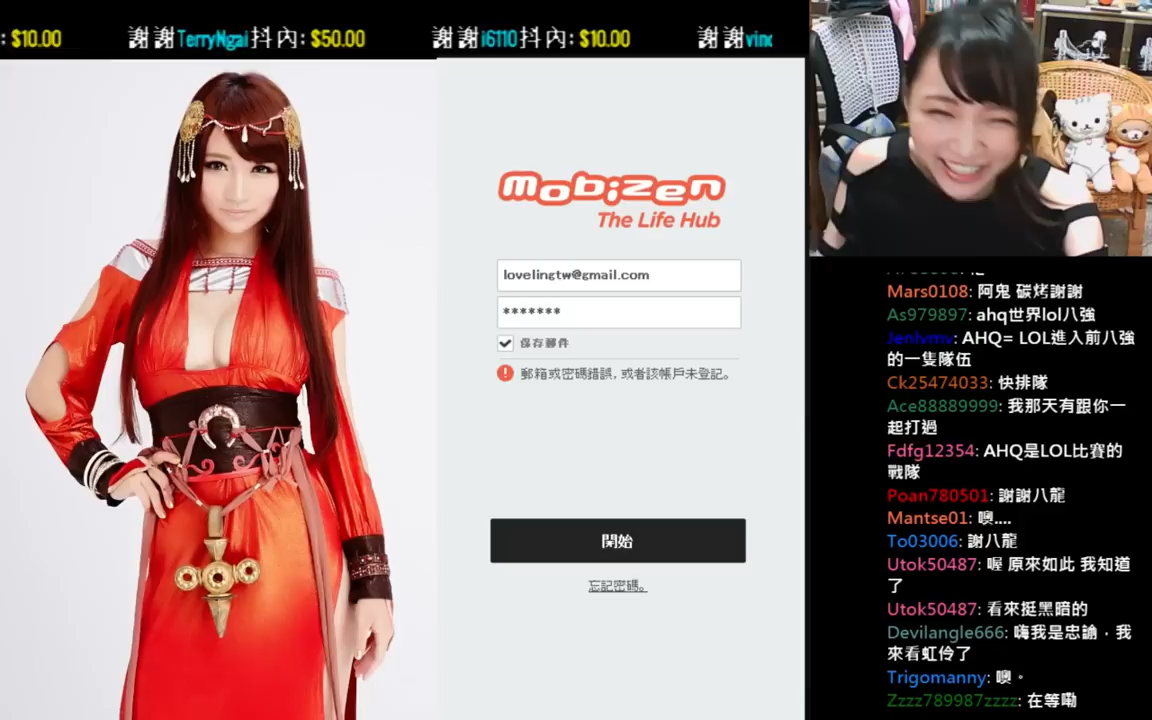 : $10.00 謝謝TerryNgai抖內: $50.00 謝謝i6110抖內: $10.00 謝謝vinc
mobizen
The Life Hub
lovelingtw@gmail.com
*******
保存郵件
郵箱或密碼錯誤, 或者該帳戶未登記。
開始
忘記密碼。
Mars0108: 阿鬼 碳烤謝謝
As979897: ahq世界lol八強
Jenlymv: AHQ= LOL進入前八強
的一隻隊伍
Ck25474033: 快排隊
Ace88889999: 我那天有跟你一
起打過
Fdfg12354: AHQ是LOL比賽的
戰隊
Poan780501: 謝謝八龍
Mantse01: 噢....
To03006: 謝八龍
Utok50487: 喔 原來如此 我知道
了
Utok50487: 看來挺黑暗的
Devilangle666: 嗨我是忠諭，我
來看虹伶了
Trigomanny: 噢。
Zzzz789987zzzz: 在等嘞